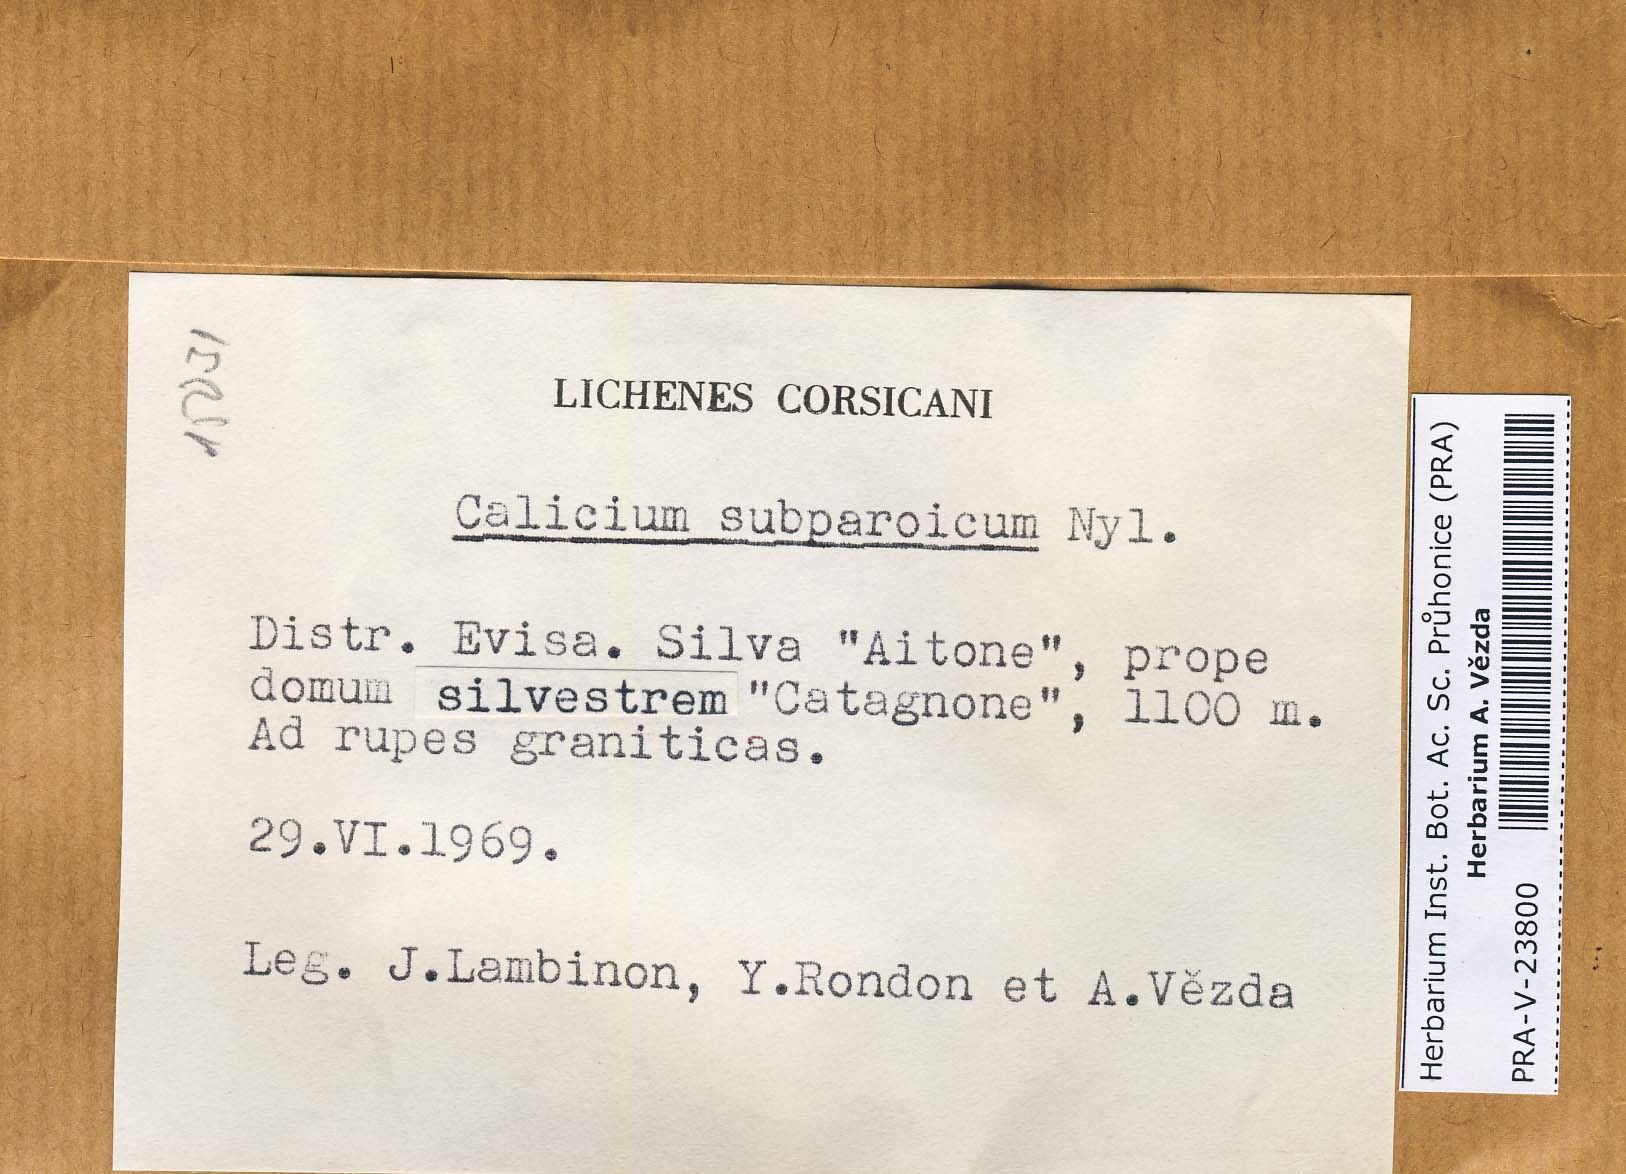 LICHENES CORSICANI
Calicium subparoicum Nyl.
Distr. Evisa. Silva "Aitone", prope
domum silvestrem "Catagnone", 1100 m.
Ad rupes graniticas.
29.VI.1969.
Leg. J.Lambinon, Y.Rondon et A.Vězda
Herbarium Inst. Bot. Ac. Sc. Průhonice (PRA)
Herbarium A. Vězda
PRA-V-23800